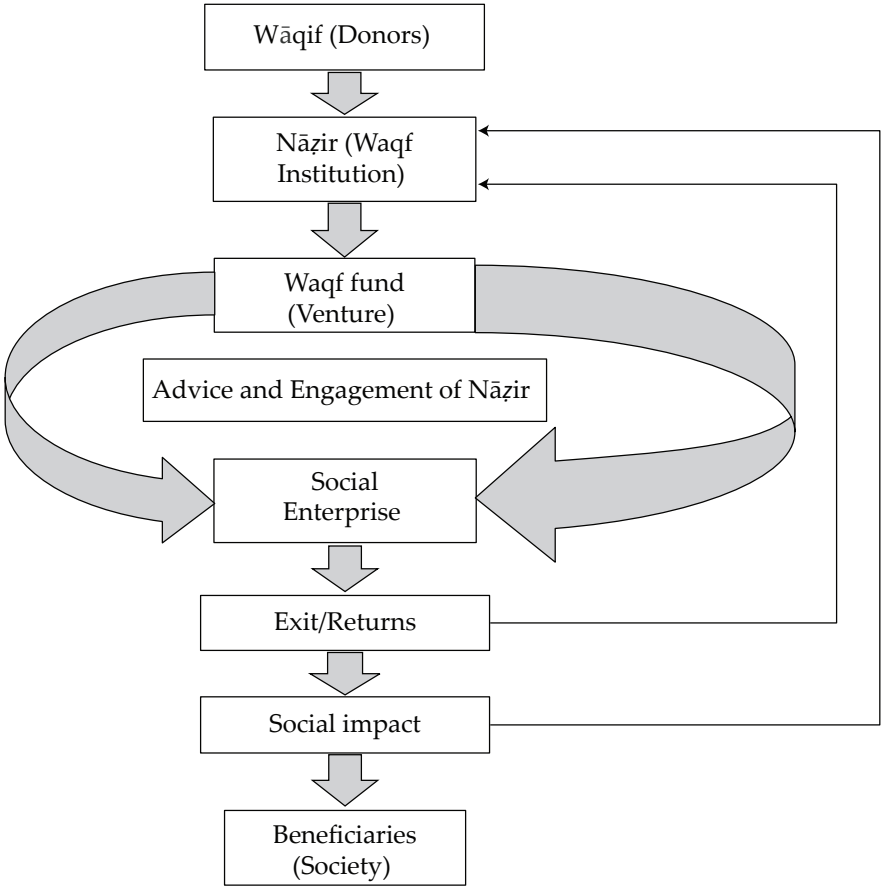 Wāqif (Donors)
Nāẓir (Waqf
Institution)
Waqf fund
(Venture)
Advice and Engagement of Nāẓir
Social
Enterprise
Exit/Returns
Social impact
Beneficiaries
(Society)